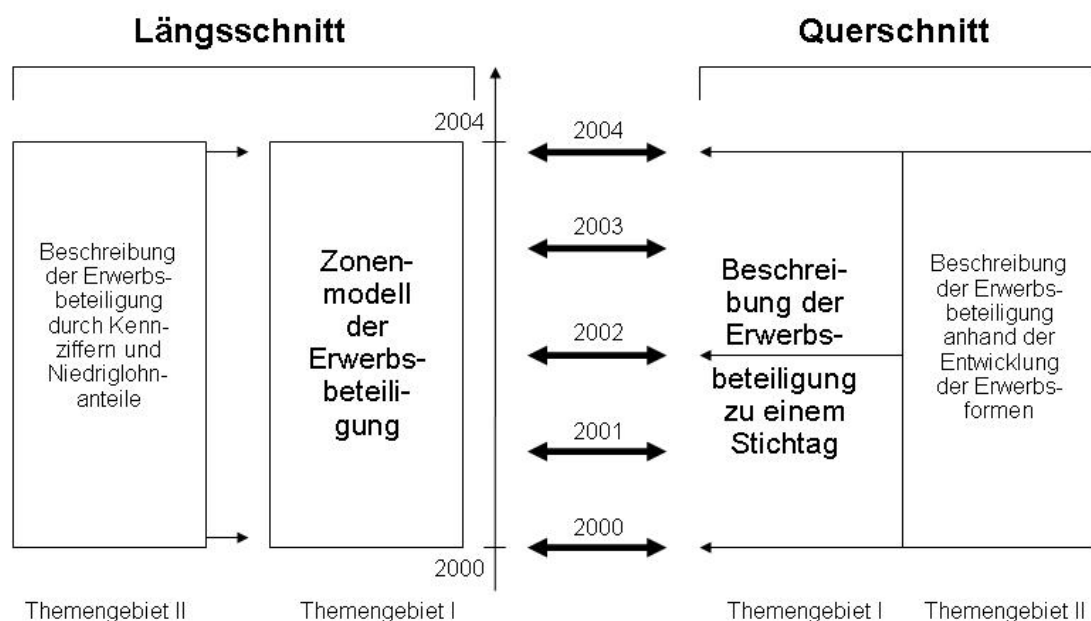 Längsschnitt
Querschnitt
2004
Beschreibung
der Erwerbs-
beteiligung
durch Kenn-
ziffern und
Niedriglohn-
anteile
Zonen-
modell
der
Erwerbs-
beteili-
gung
2000
2004
2003
2002
2001
2000
Beschrei-
bung der
Erwerbs-
beteiligung
zu einem
Stichtag
Beschreibung
der Erwerbs-
beteiligung
anhand der
Entwicklung
der Erwerbs-
formen
Themengebiet II
Themengebiet I
Themengebiet I
Themengebiet II